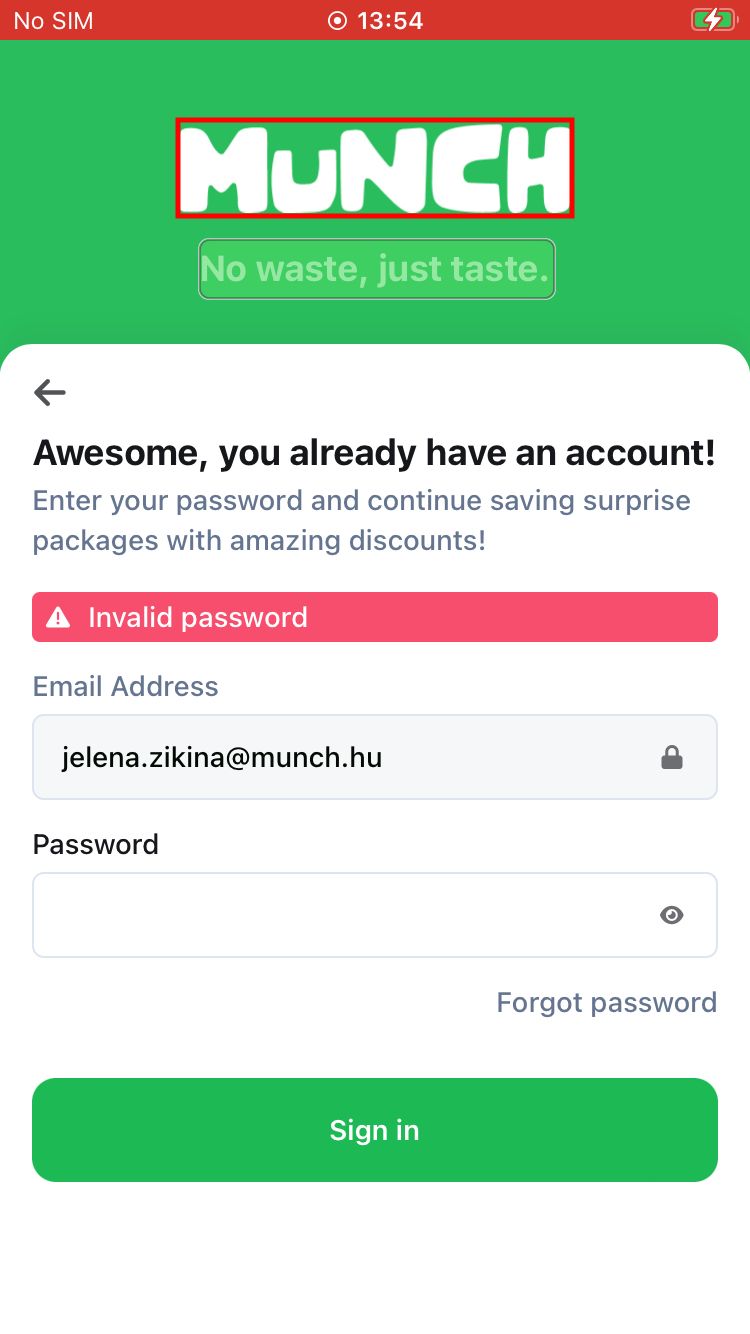 No SIM
13:54
MUNCH
No waste, just taste.
Awesome, you already have an account!
Enter your password and continue saving surprise
packages with amazing discounts!
Invalid password
Email Address
jelena.zikina@munch.hu
Password
Forgot password
Sign in